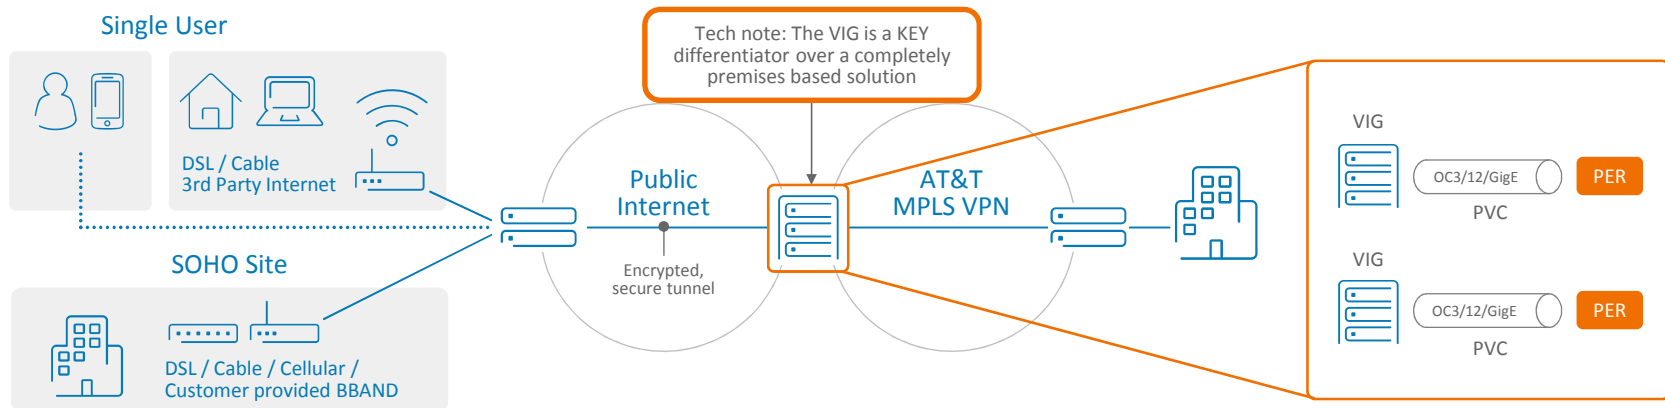 Single User
DSL / Cable
3rd Party Internet
SOHO Site
DSL / Cable / Cellular /
Customer provided BBAND
Public
Internet
Encrypted,
secure tunnel
Tech note: The VIG is a KEY
differentiator over a completely
premises based solution
AT&T
MPLS VPN
VIG
OC3/12/GigE
PER
PVC
VIG
OC3/12/GigE
PER
PVC